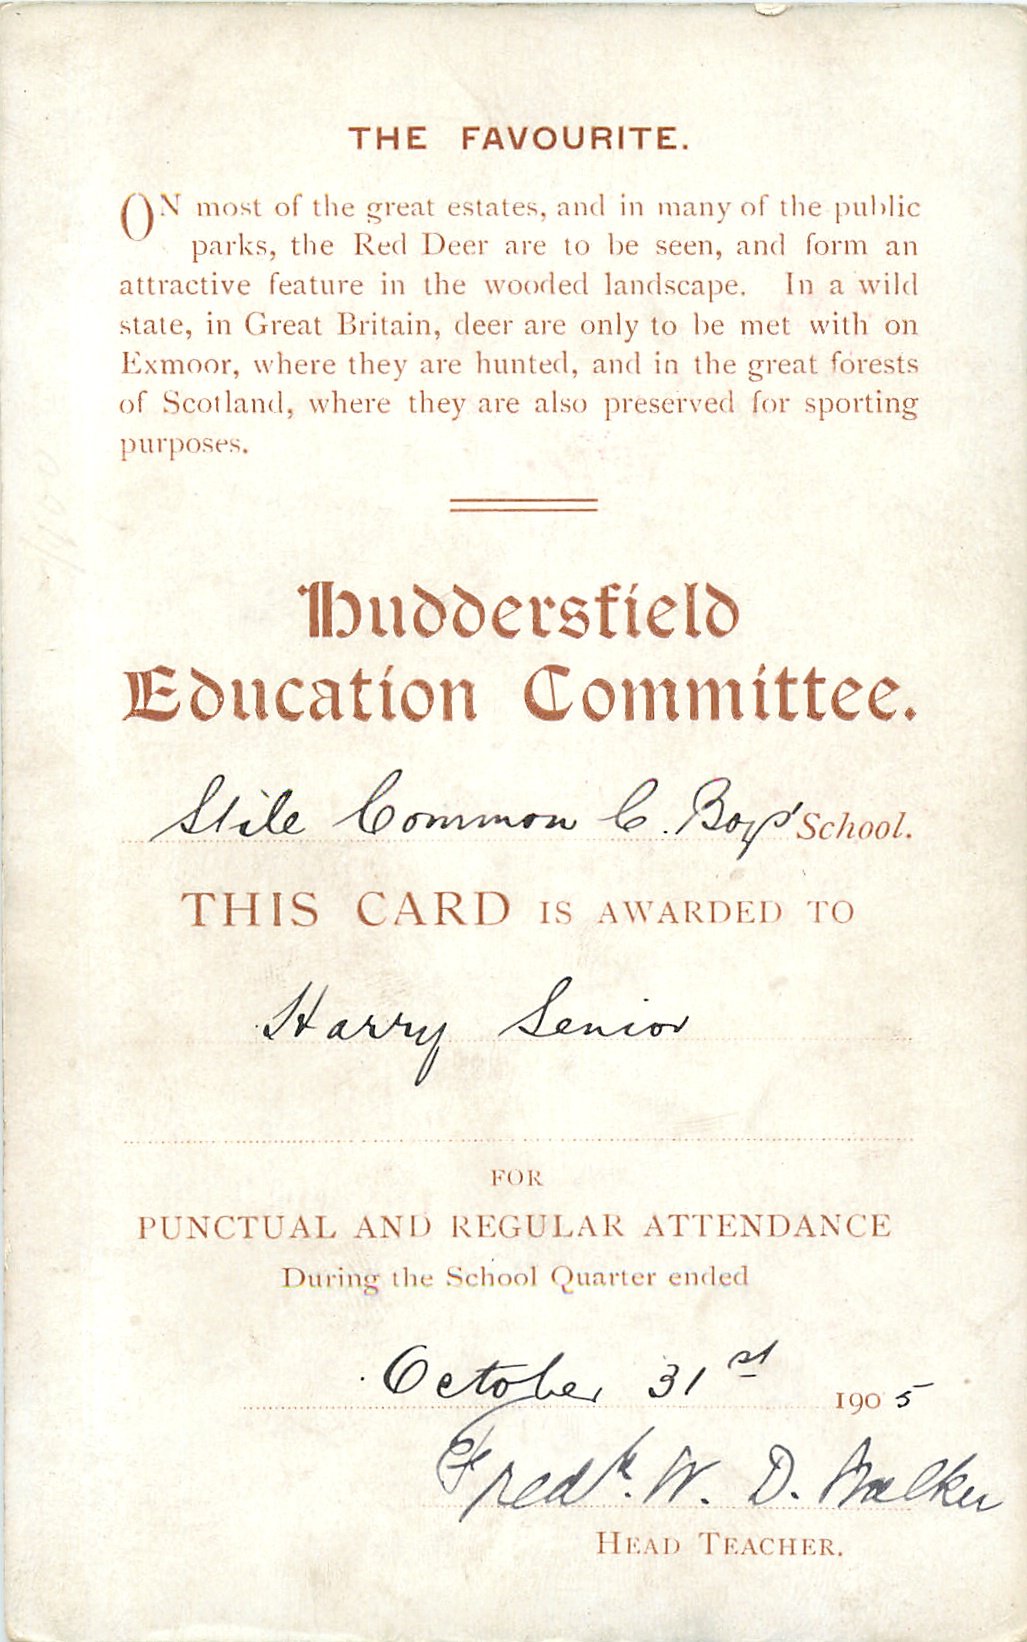 THE FAVOURITE.
ON most of the great estates, and in many of the public
parks, the Red Deer are to be seen, and form an
attractive feature in the wooded landscape. In a wild
state, in Great Britain, deer are only to be met with on
Exmoor, where they are hunted, and in the great forests
of Scotland, where they are also preserved for sporting
purposes.
Huddersfield
Education Committee.
Stile Common C. Boys' School.
THIS CARD IS AWARDED TO
Harry Senior
FOR
PUNCTUAL AND REGULAR ATTENDANCE
During the School Quarter ended
October 31st 1905
Fredk. W. D. Walker
HEAD TEACHER.